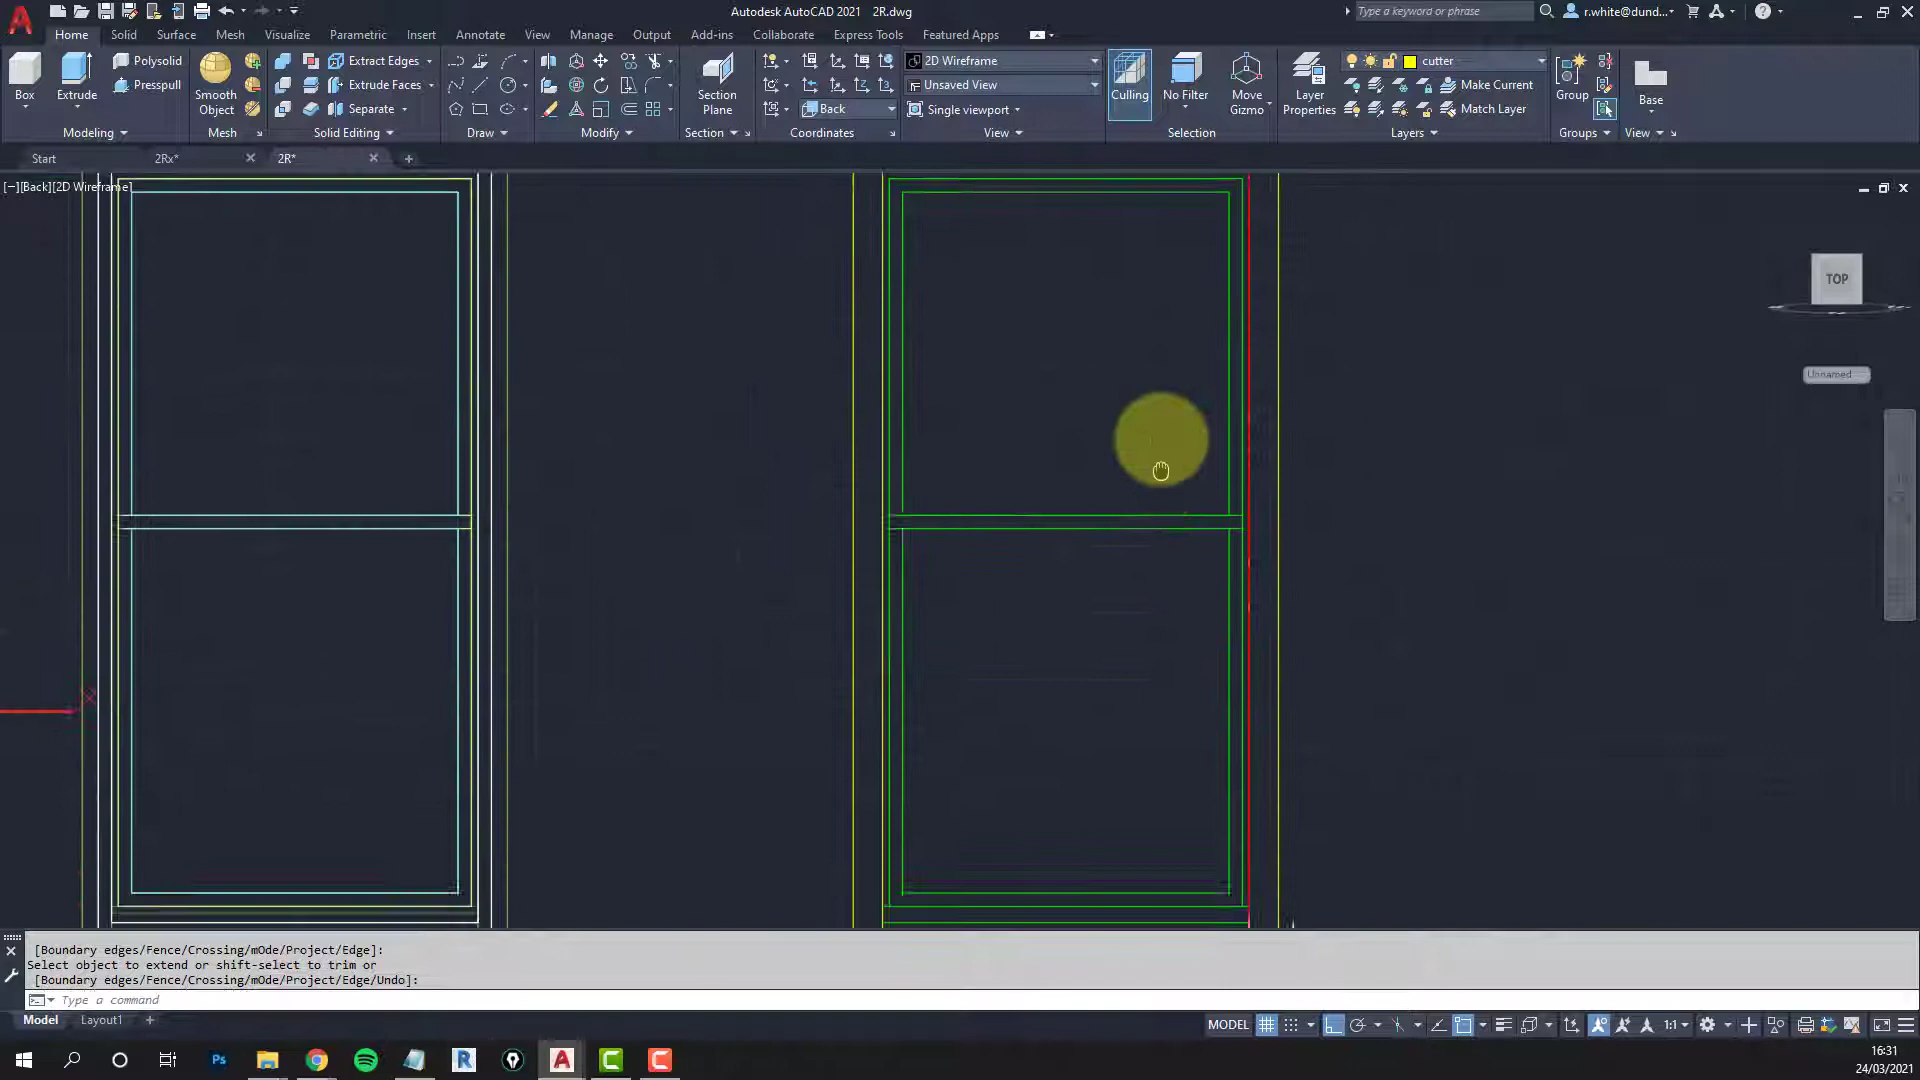 Autodesk AutoCAD 2021 2R.dwg
Type a keyword or phrase
r.white@dund...
Home Solid Surface Mesh Visualize Parametric Insert Annotate View Manage Output Add-ins Collaborate Express Tools Featured Apps
Box
Extrude
Polysolid
Presspull
Modeling
Smooth Object
Mesh
Extract Edges
Extrude Faces
Separate
Solid Editing
Draw
Modify
Section Plane
Section
Back
Coordinates
2D Wireframe
Unsaved View
Single viewport
View
Culling
No Filter
Move Gizmo
Selection
Layer Properties
cutter
Make Current
Match Layer
Layers
Group
Groups
Base
View
Start 2Rx* 2R*
[−][Back][2D Wireframe]
TOP
Unnamed
[Boundary edges/Fence/Crossing/mOde/Project/Edge]:
Select object to extend or shift-select to trim or
[Boundary edges/Fence/Crossing/mOde/Project/Edge/Undo]:
Type a command
Model Layout1
MODEL
1:1
Ps
R
A
C
C
16:31
24/03/2021